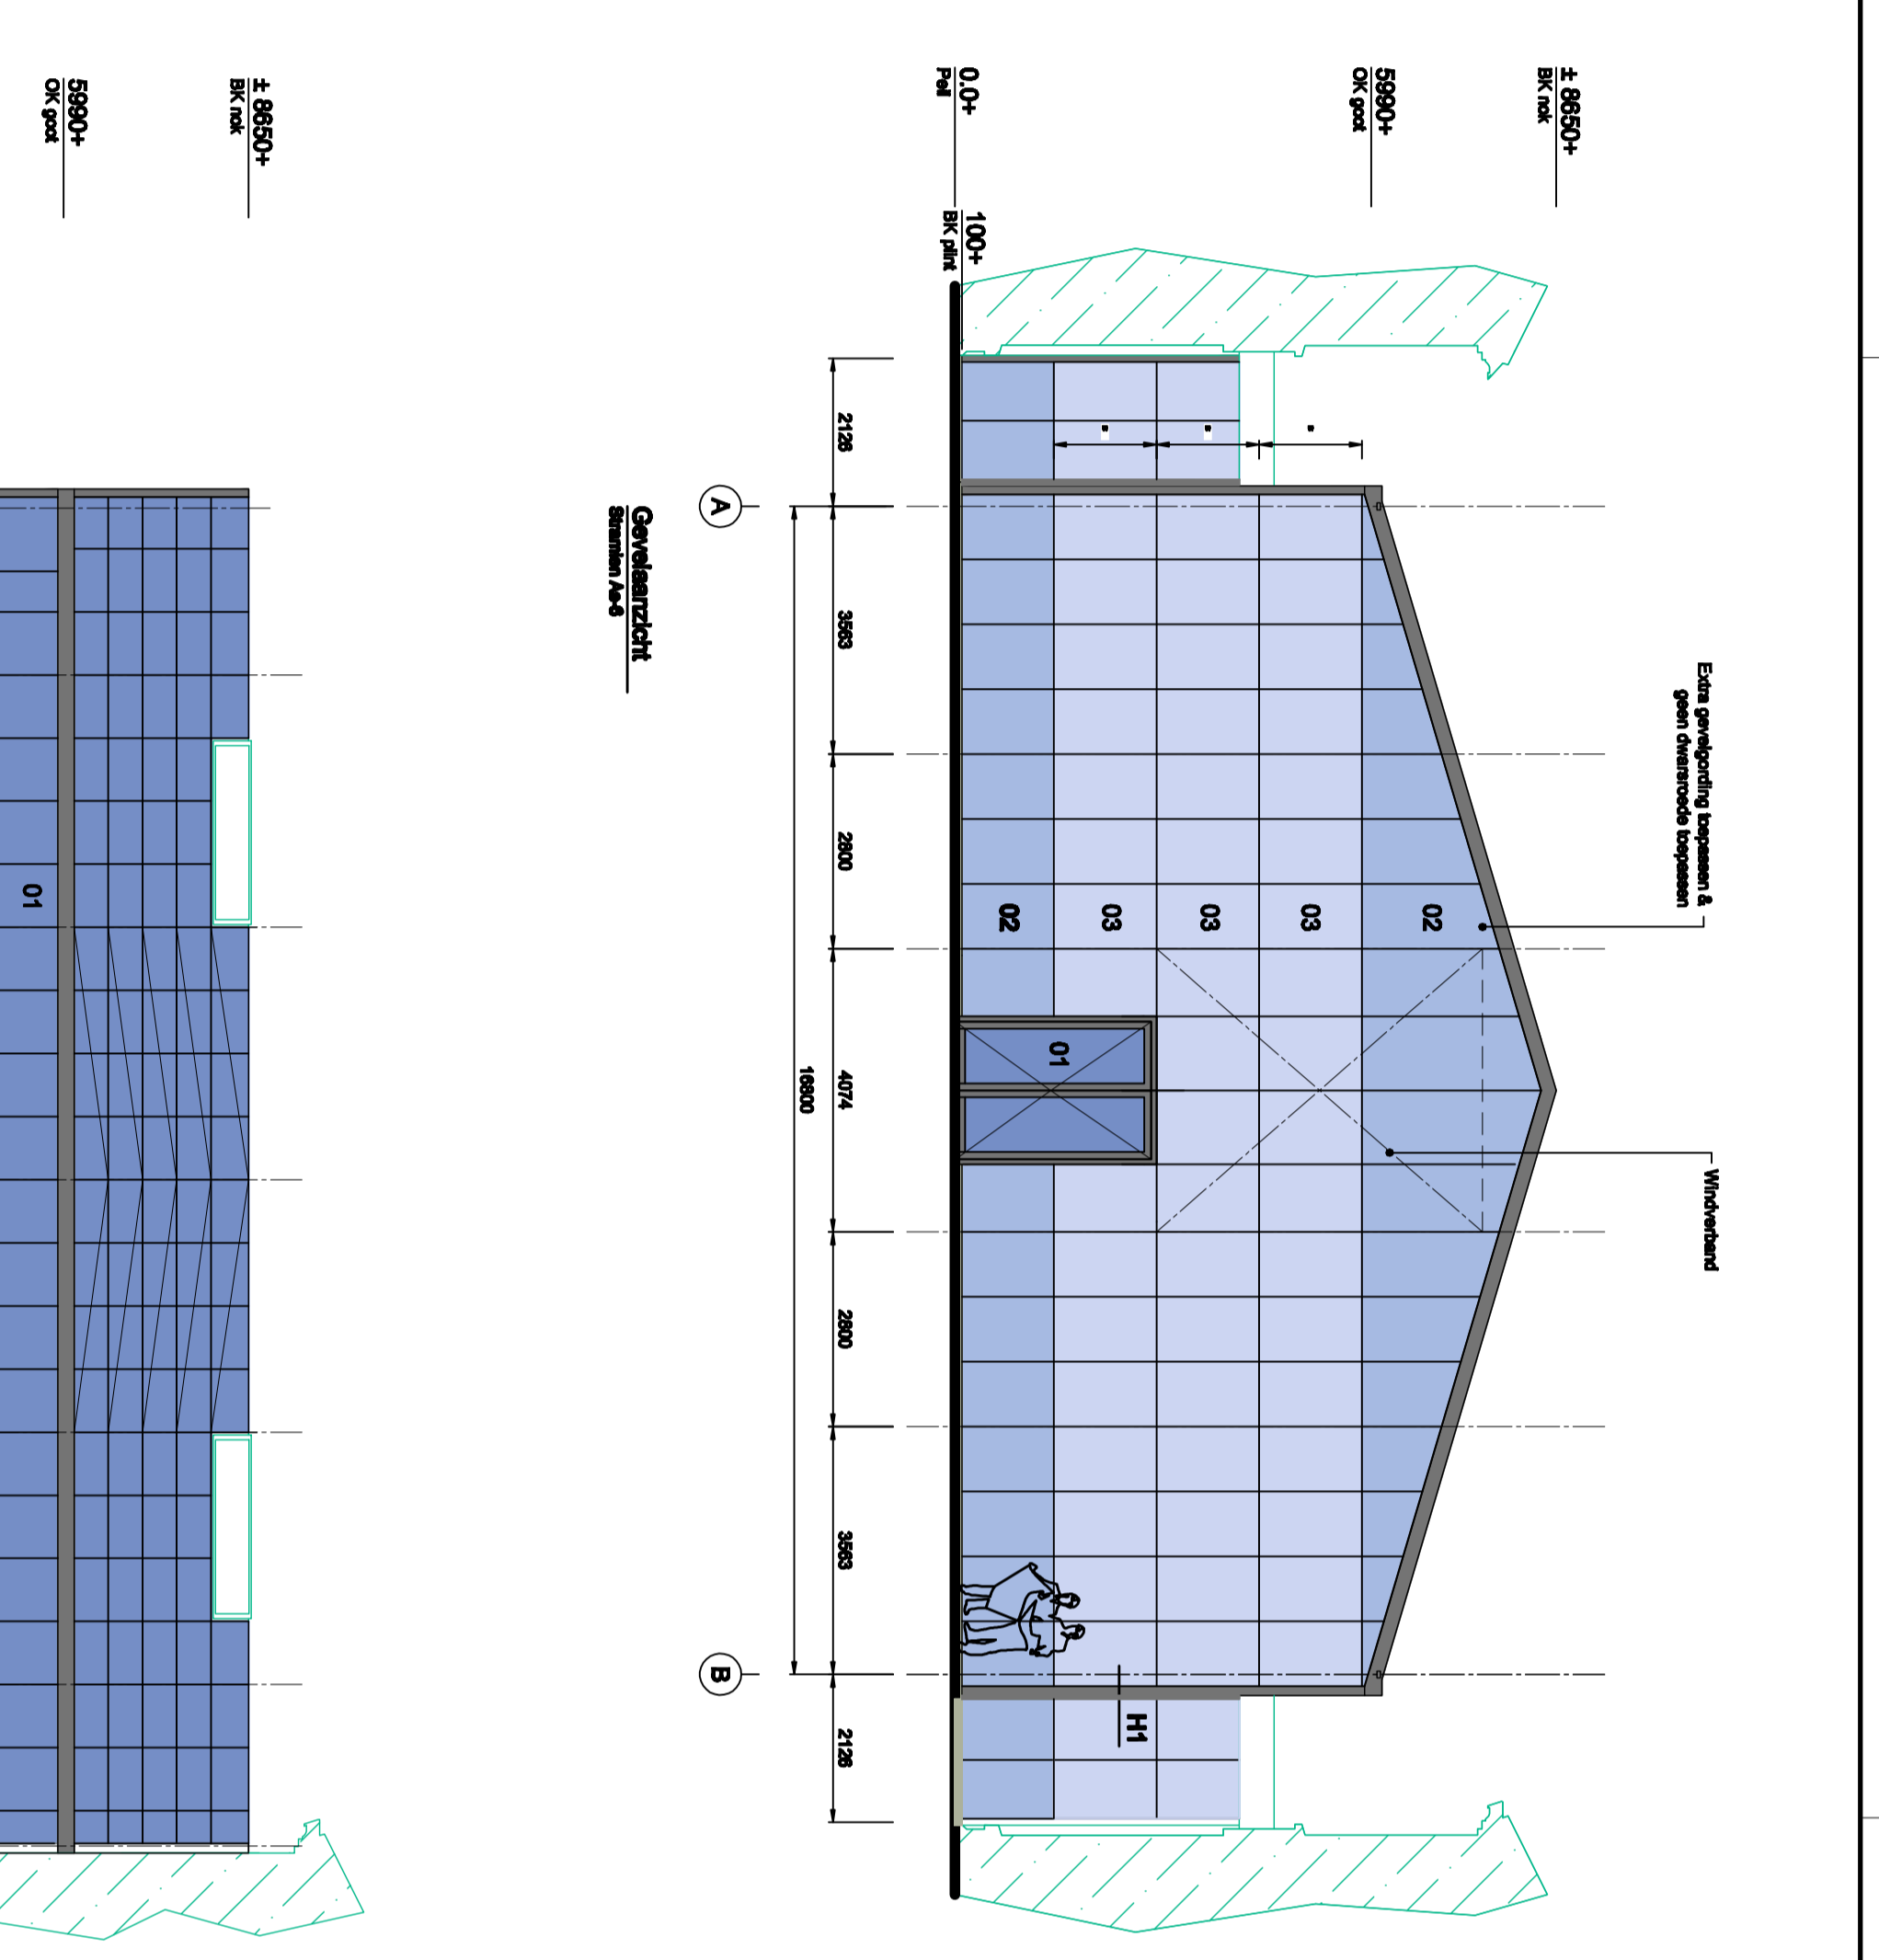 ± 8650+
BK nok
5990+
OK goot
0.0+
Peil
100+
BK plint
Extra gevelgording toepassen &
geen dwarsroede toepassen
Windverband
02
03
03
03
02
01
H1
2126
3563
2800
4074
2800
3563
2126
16800
A
B
Gevelaanzicht
Stramien As-6
± 8650+
BK nok
5990+
OK goot
01